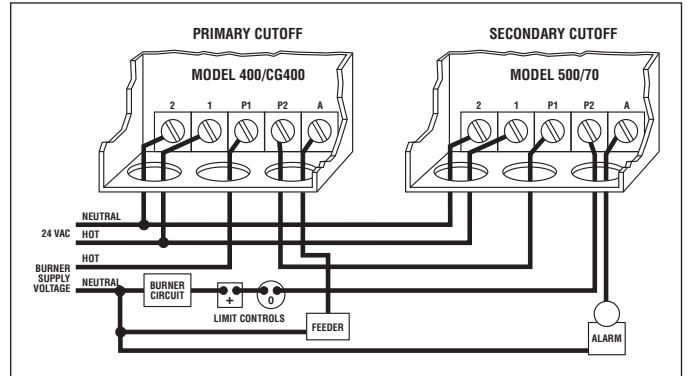 PRIMARY CUTOFF
MODEL 400/CG400
2 1 P1 P2 A
SECONDARY CUTOFF
MODEL 500/70
2 1 P1 P2 A
NEUTRAL
24 VAC HOT
HOT
BURNER
SUPPLY
VOLTAGE
NEUTRAL
BURNER
CIRCUIT
+
0
LIMIT CONTROLS
FEEDER
ALARM